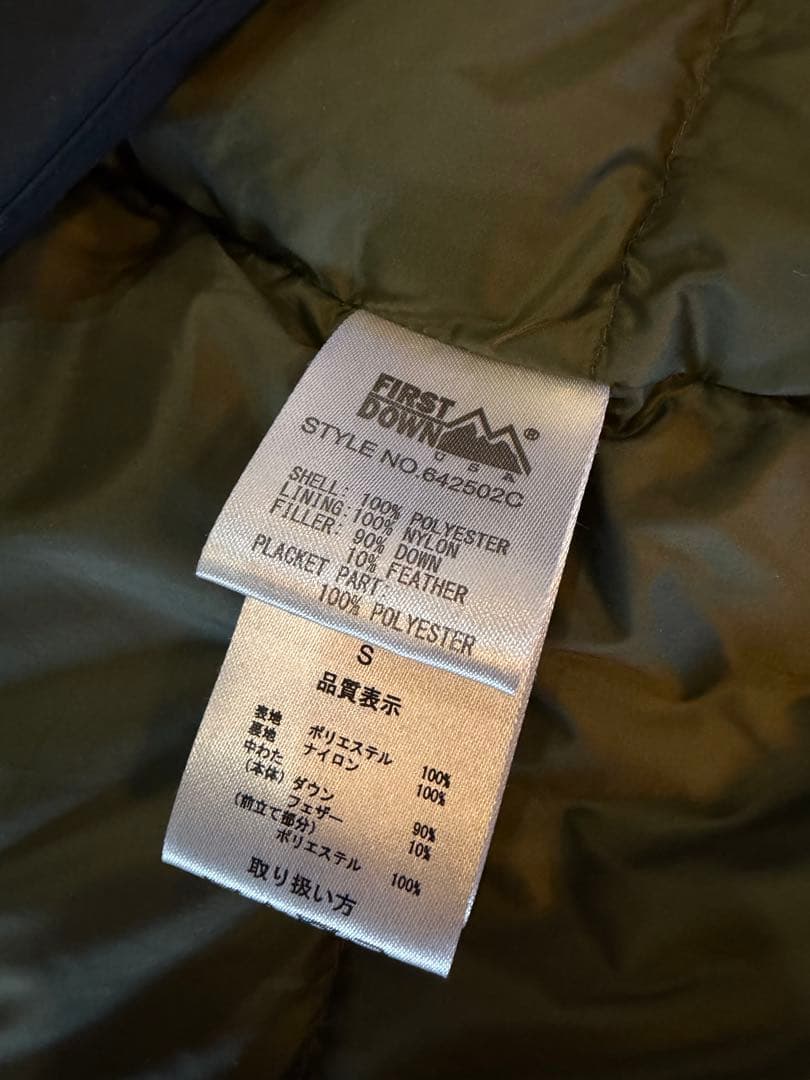 FIRST
DOWN®
USA
STYLE NO.642502C
SHELL: 100% POLYESTER
LINING:100% NYLON
FILLER: 90% DOWN
10% FEATHER
PLACKET PART:
100% POLYESTER
S
品質表示
表地 ポリエステル 100%
裏地 ナイロン 100%
中わた
(本体) ダウン 90%
フェザー 10%
(前立て部分)
ポリエステル 100%
取り扱い方